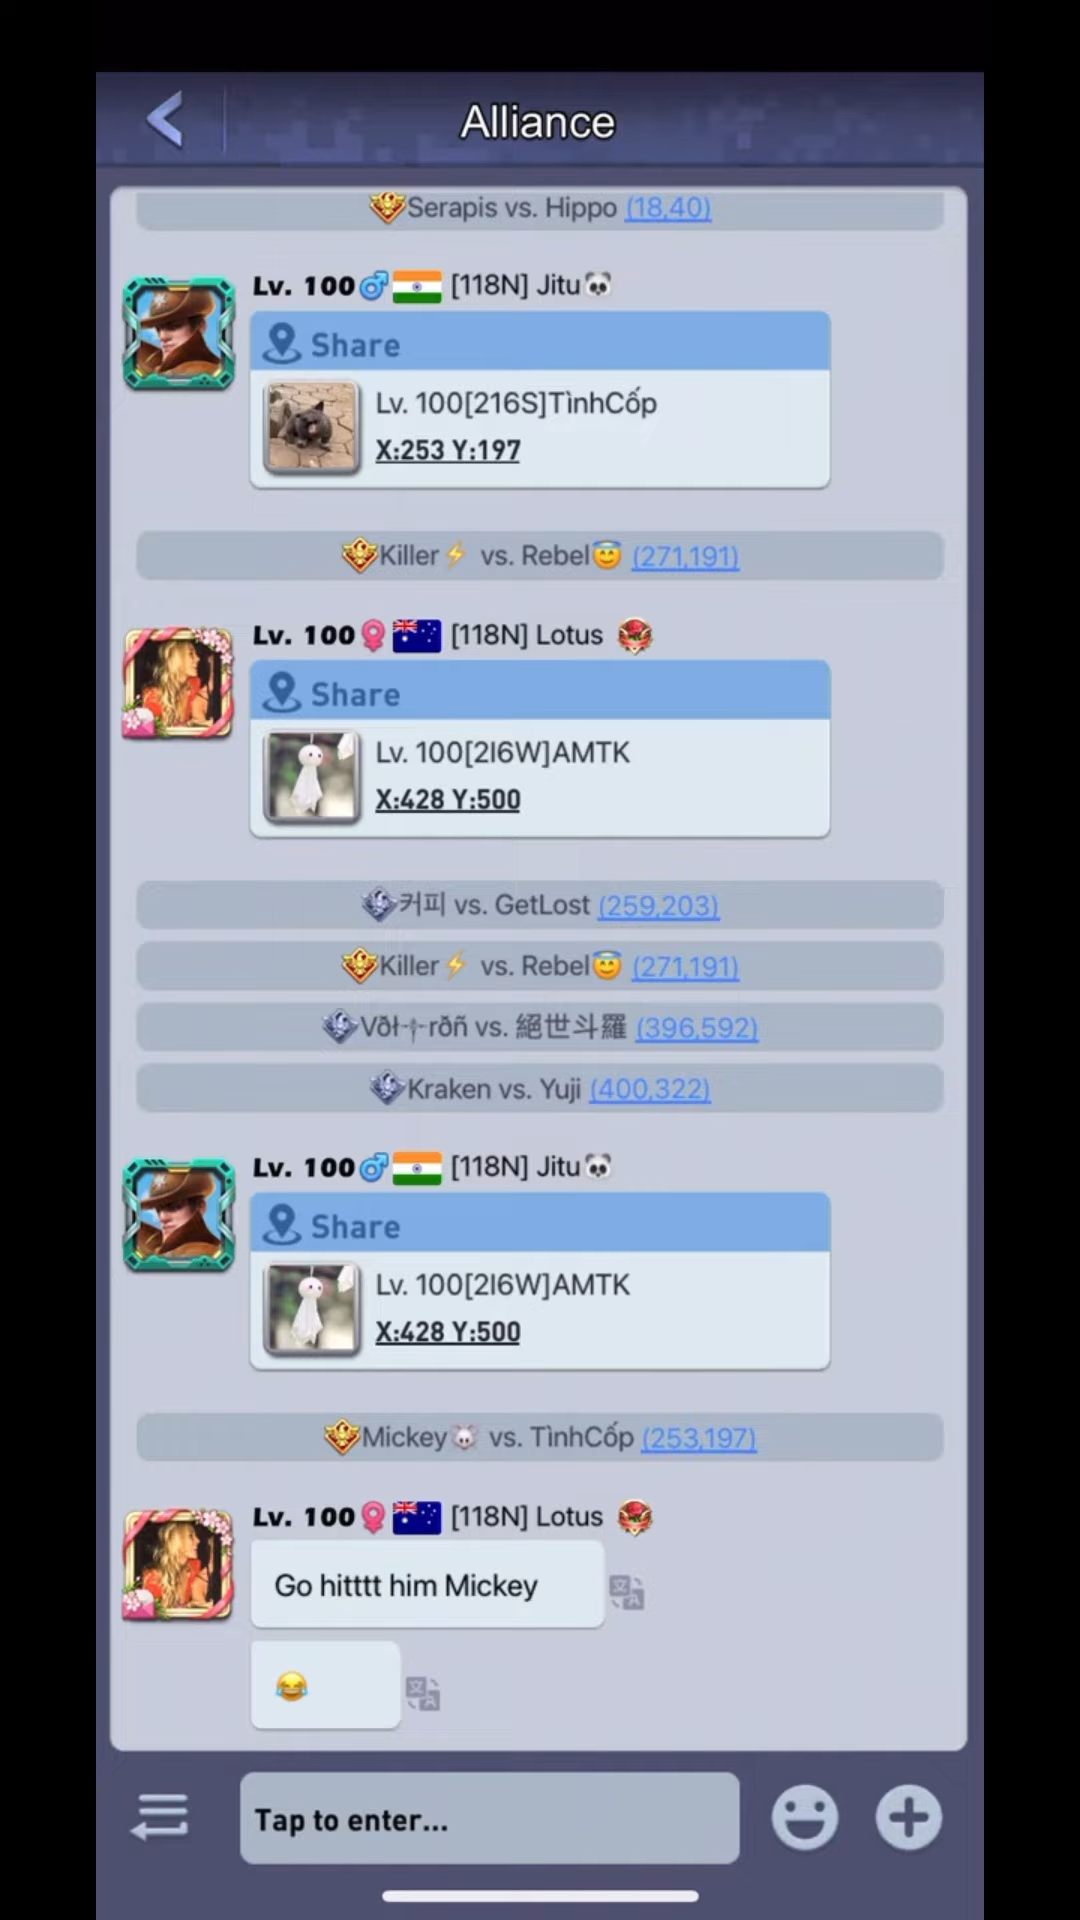 Alliance
Serapis vs. Hippo (18,40)
Lv. 100 [118N] Jitu🐼
Share
Lv. 100[216S]TìnhCốp
X:253 Y:197
Killer⚡ vs. Rebel😇 (271,191)
Lv. 100 [118N] Lotus
Share
Lv. 100[2I6W]AMTK
X:428 Y:500
커피 vs. GetLost (259,203)
Killer⚡ vs. Rebel😇 (271,191)
Vðł-†-rðñ vs. 絕世斗羅 (396,592)
Kraken vs. Yuji (400,322)
Lv. 100 [118N] Jitu🐼
Share
Lv. 100[2I6W]AMTK
X:428 Y:500
Mickey🐭 vs. TìnhCốp (253,197)
Lv. 100 [118N] Lotus
Go hitttt him Mickey
😂
Tap to enter...